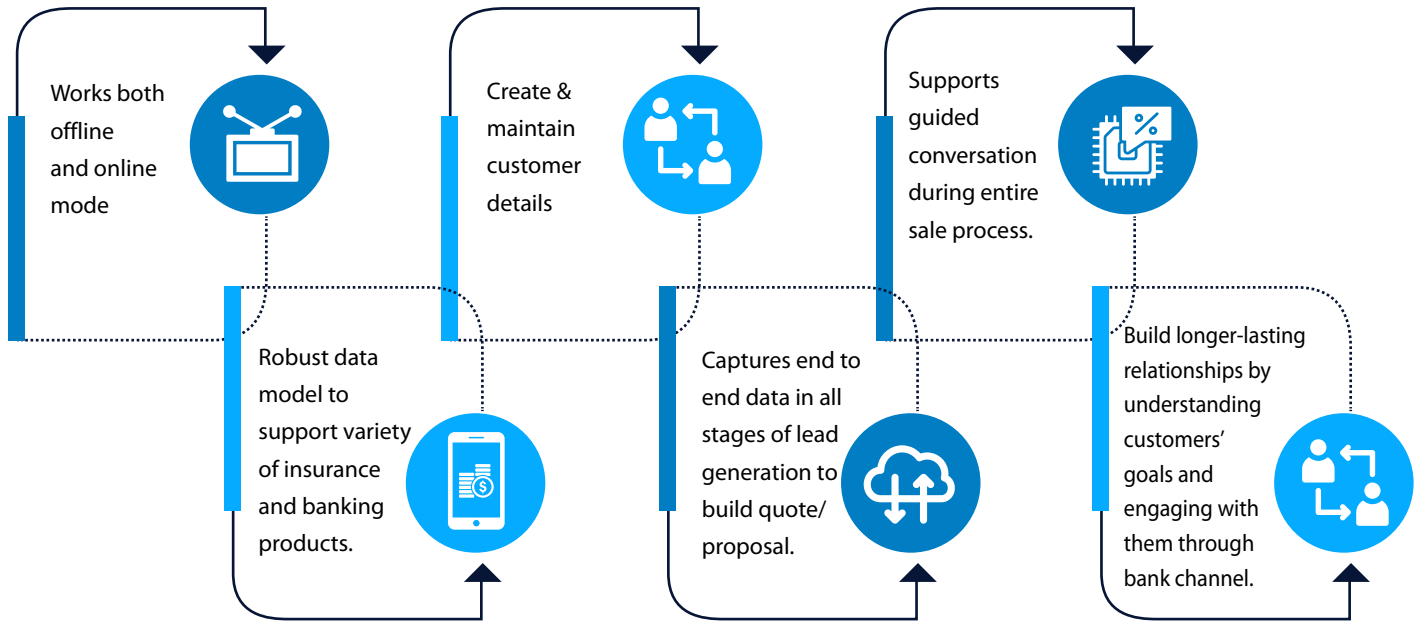 Works both
offline
and online
mode
Robust data
model to
support variety
of insurance
and banking
products.
$
Create &
maintain
customer
details
Captures end to
end data in all
stages of lead
generation to
build quote/
proposal.
Supports
guided
conversation
during entire
sale process.
%
Build longer-lasting
relationships by
understanding
customers’
goals and
engaging with
them through
bank channel.